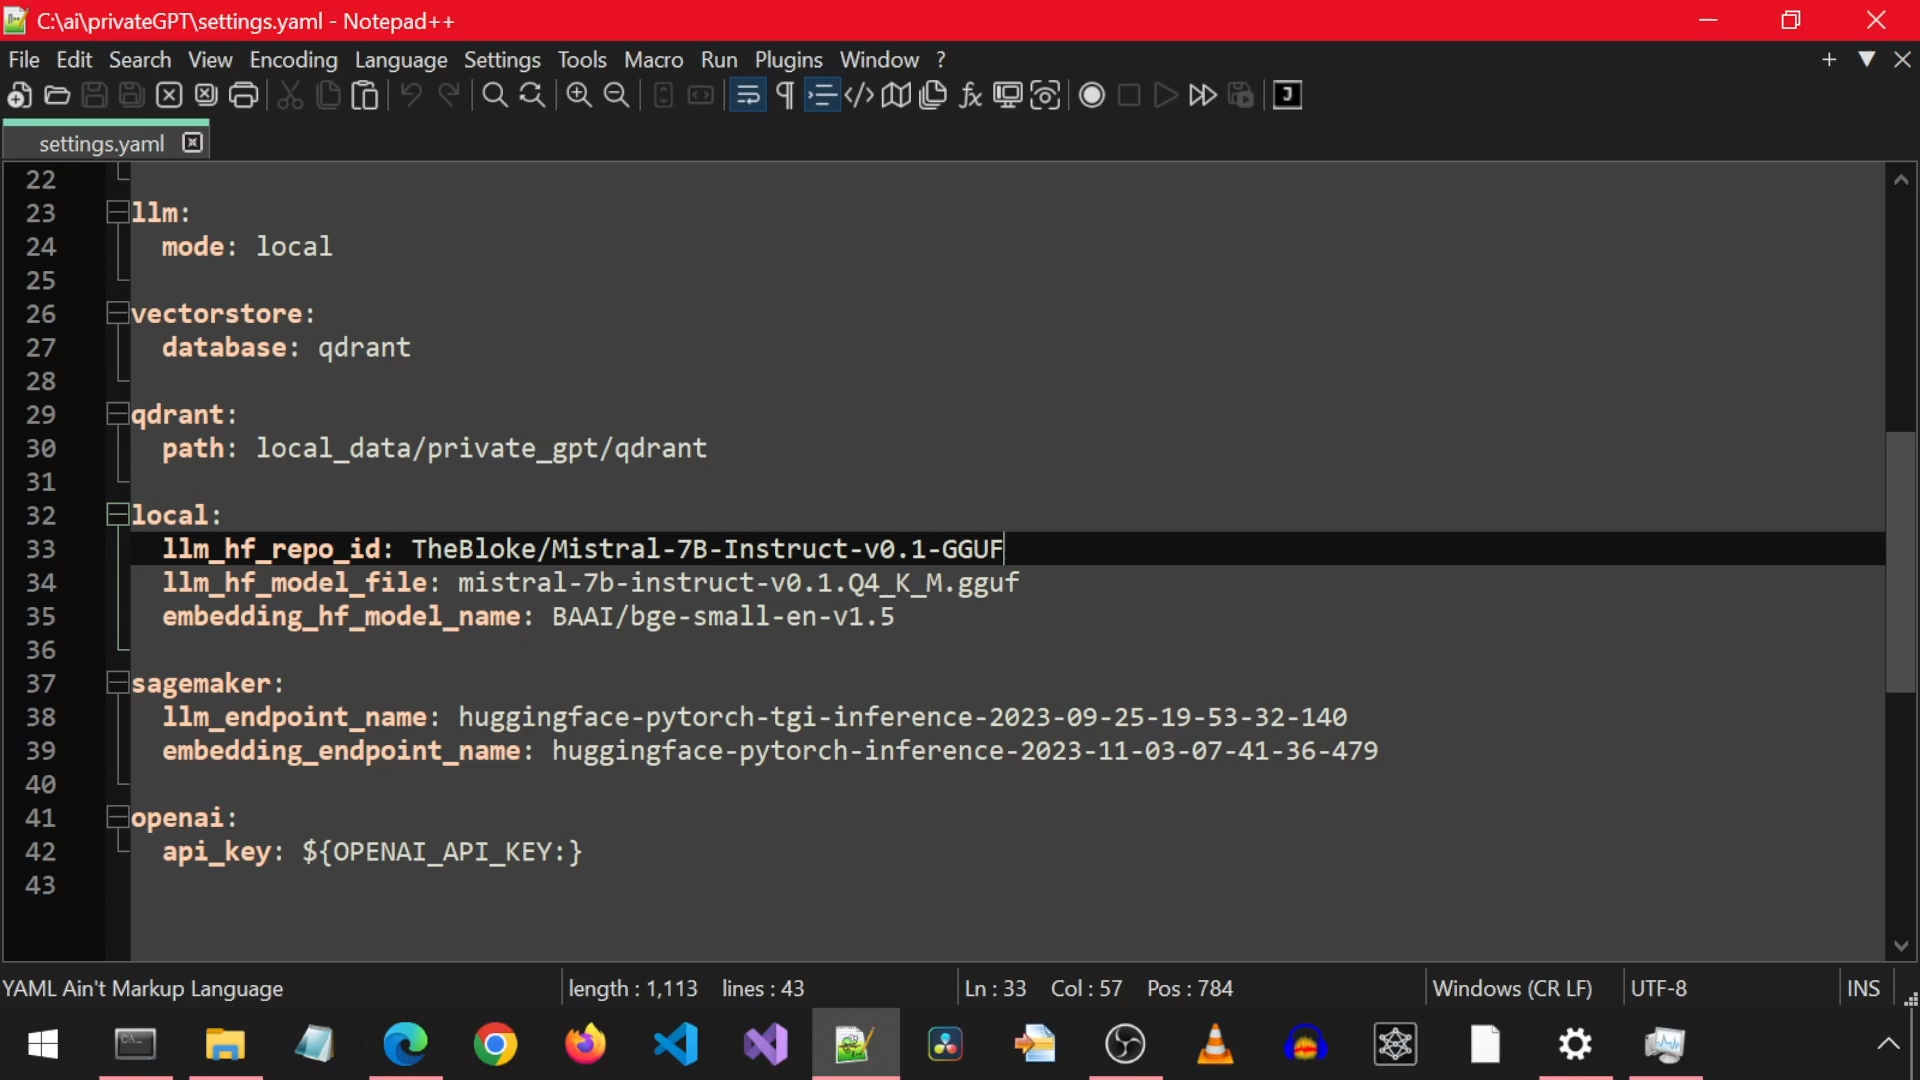 C:\ai\privateGPT\settings.yaml - Notepad++
File Edit Search View Encoding Language Settings Tools Macro Run Plugins Window ?
settings.yaml
22
23 llm:
24 mode: local
25
26 vectorstore:
27 database: qdrant
28
29 qdrant:
30 path: local_data/private_gpt/qdrant
31
32 local:
33 llm_hf_repo_id: TheBloke/Mistral-7B-Instruct-v0.1-GGUF
34 llm_hf_model_file: mistral-7b-instruct-v0.1.Q4_K_M.gguf
35 embedding_hf_model_name: BAAI/bge-small-en-v1.5
36
37 sagemaker:
38 llm_endpoint_name: huggingface-pytorch-tgi-inference-2023-09-25-19-53-32-140
39 embedding_endpoint_name: huggingface-pytorch-inference-2023-11-03-07-41-36-479
40
41 openai:
42 api_key: ${OPENAI_API_KEY:}
43
YAML Ain't Markup Language length : 1,113 lines : 43 Ln : 33 Col : 57 Pos : 784 Windows (CR LF) UTF-8 INS